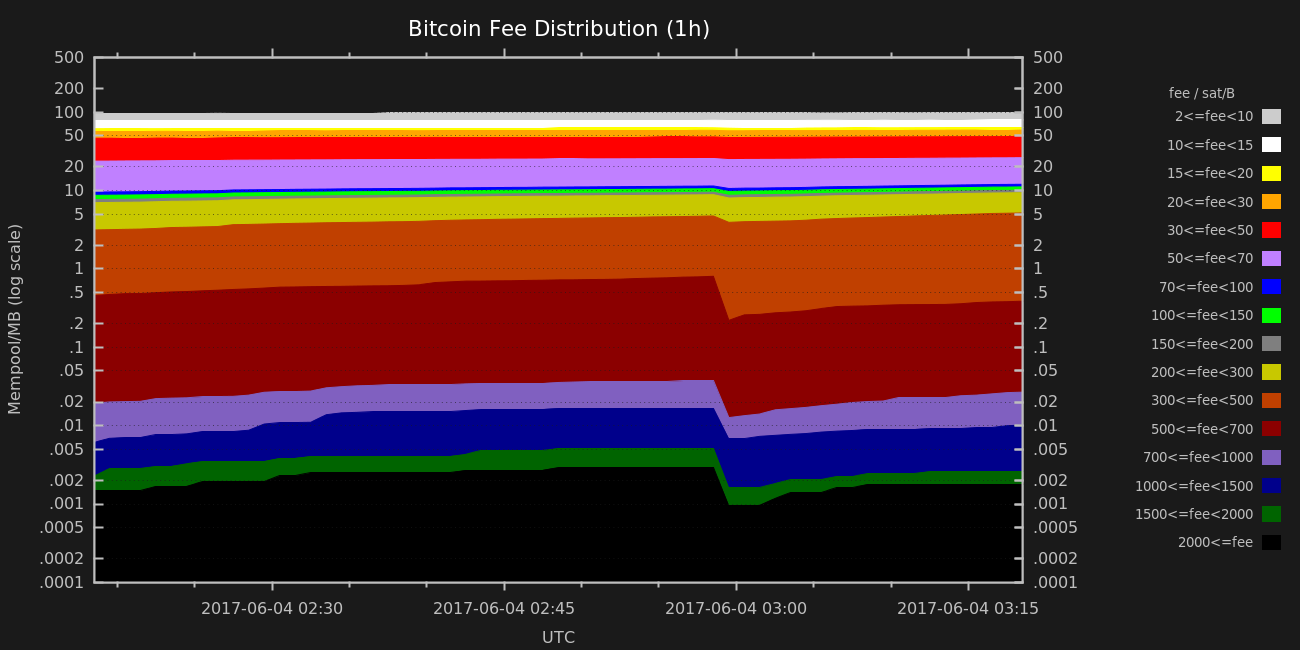 Bitcoin Fee Distribution (1h)
500
200
100
50
20
10
5
2
1
.5
.2
.1
.05
.02
.01
.005
.002
.001
.0005
.0002
.0001
Mempool/MB (log scale)
500
200
100
50
20
10
5
2
1
.5
.2
.1
.05
.02
.01
.005
.002
.001
.0005
.0002
.0001
2017-06-04 02:30 2017-06-04 02:45 2017-06-04 03:00 2017-06-04 03:15
UTC
fee / sat/B
2<=fee<10
10<=fee<15
15<=fee<20
20<=fee<30
30<=fee<50
50<=fee<70
70<=fee<100
100<=fee<150
150<=fee<200
200<=fee<300
300<=fee<500
500<=fee<700
700<=fee<1000
1000<=fee<1500
1500<=fee<2000
2000<=fee